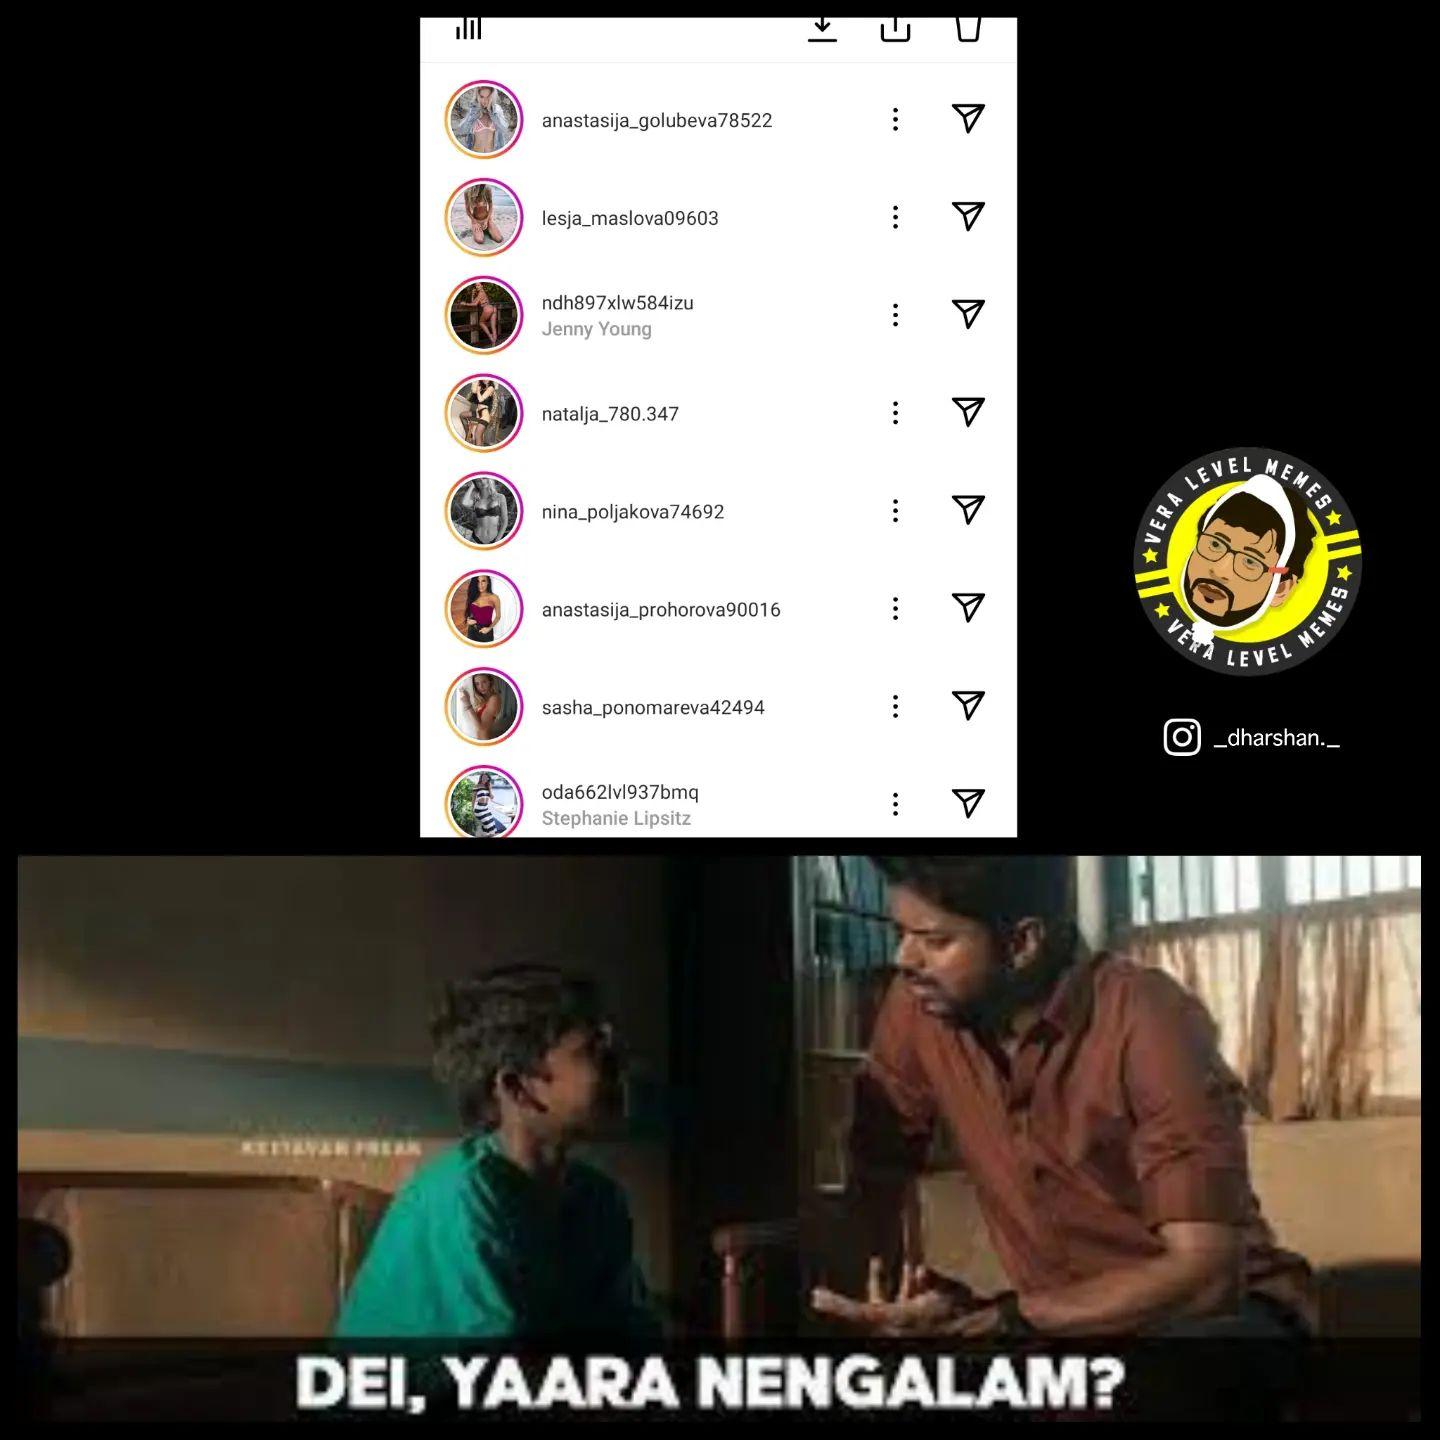 anastasija_golubeva78522
lesja_maslova09603
ndh897xlw584izu
Jenny Young
natalja_780.347
nina_poljakova74692
anastasija_prohorova90016
sasha_ponomareva42494
oda662lvl937bmq
Stephanie Lipsitz
VERA LEVEL MEMES
VERA LEVEL MEMES
_dharshan._
DEI, YAARA NENGALAM?